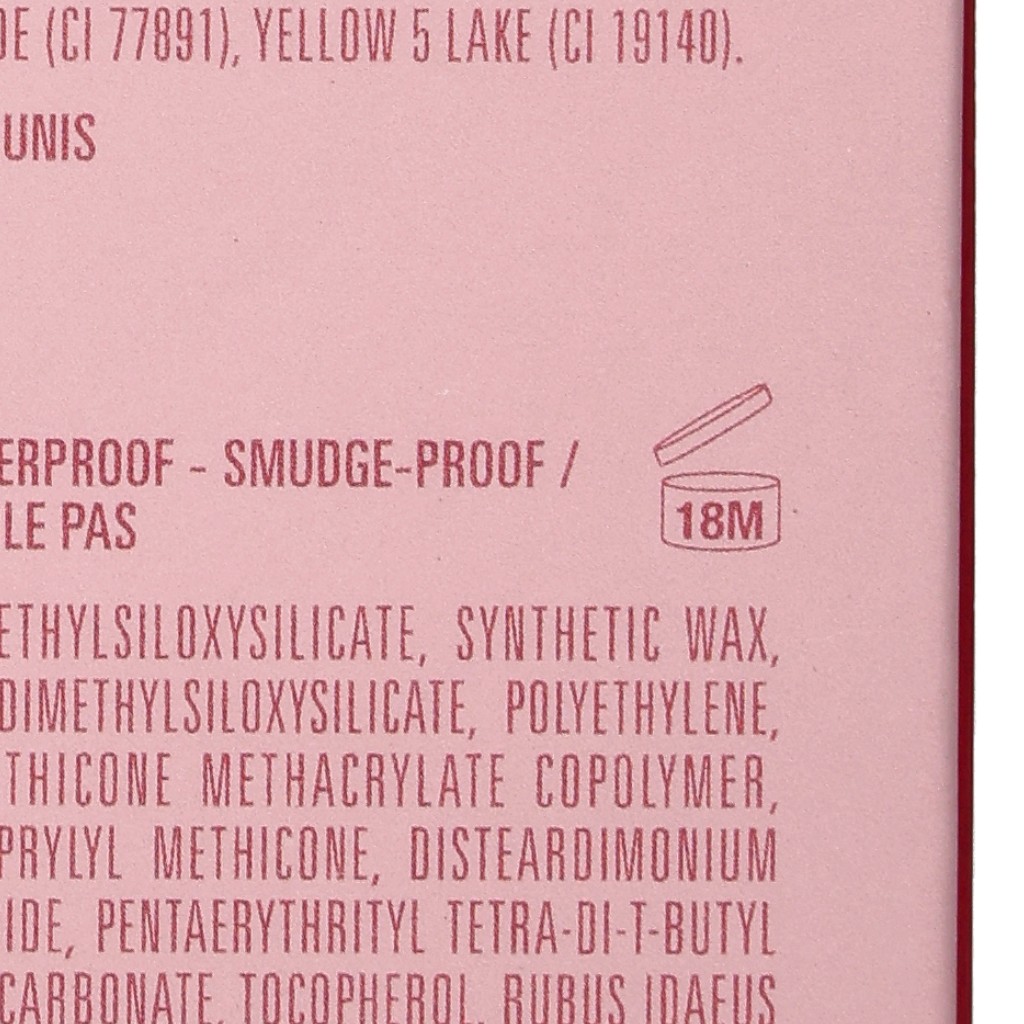 DE (CI 77891), YELLOW 5 LAKE (CI 19140).
UNIS
ERPROOF - SMUDGE-PROOF /
LE PAS
18M
ETHYLSILOXYSILICATE, SYNTHETIC WAX,
DIMETHYLSILOXYSILICATE, POLYETHYLENE,
THICONE METHACRYLATE COPOLYMER,
PRYLYL METHICONE, DISTEARDIMONIUM
IDE, PENTAERYTHRITYL TETRA-DI-T-BUTYL
CARBONATE, TOCOPHEROL, RUBUS IDAEUS